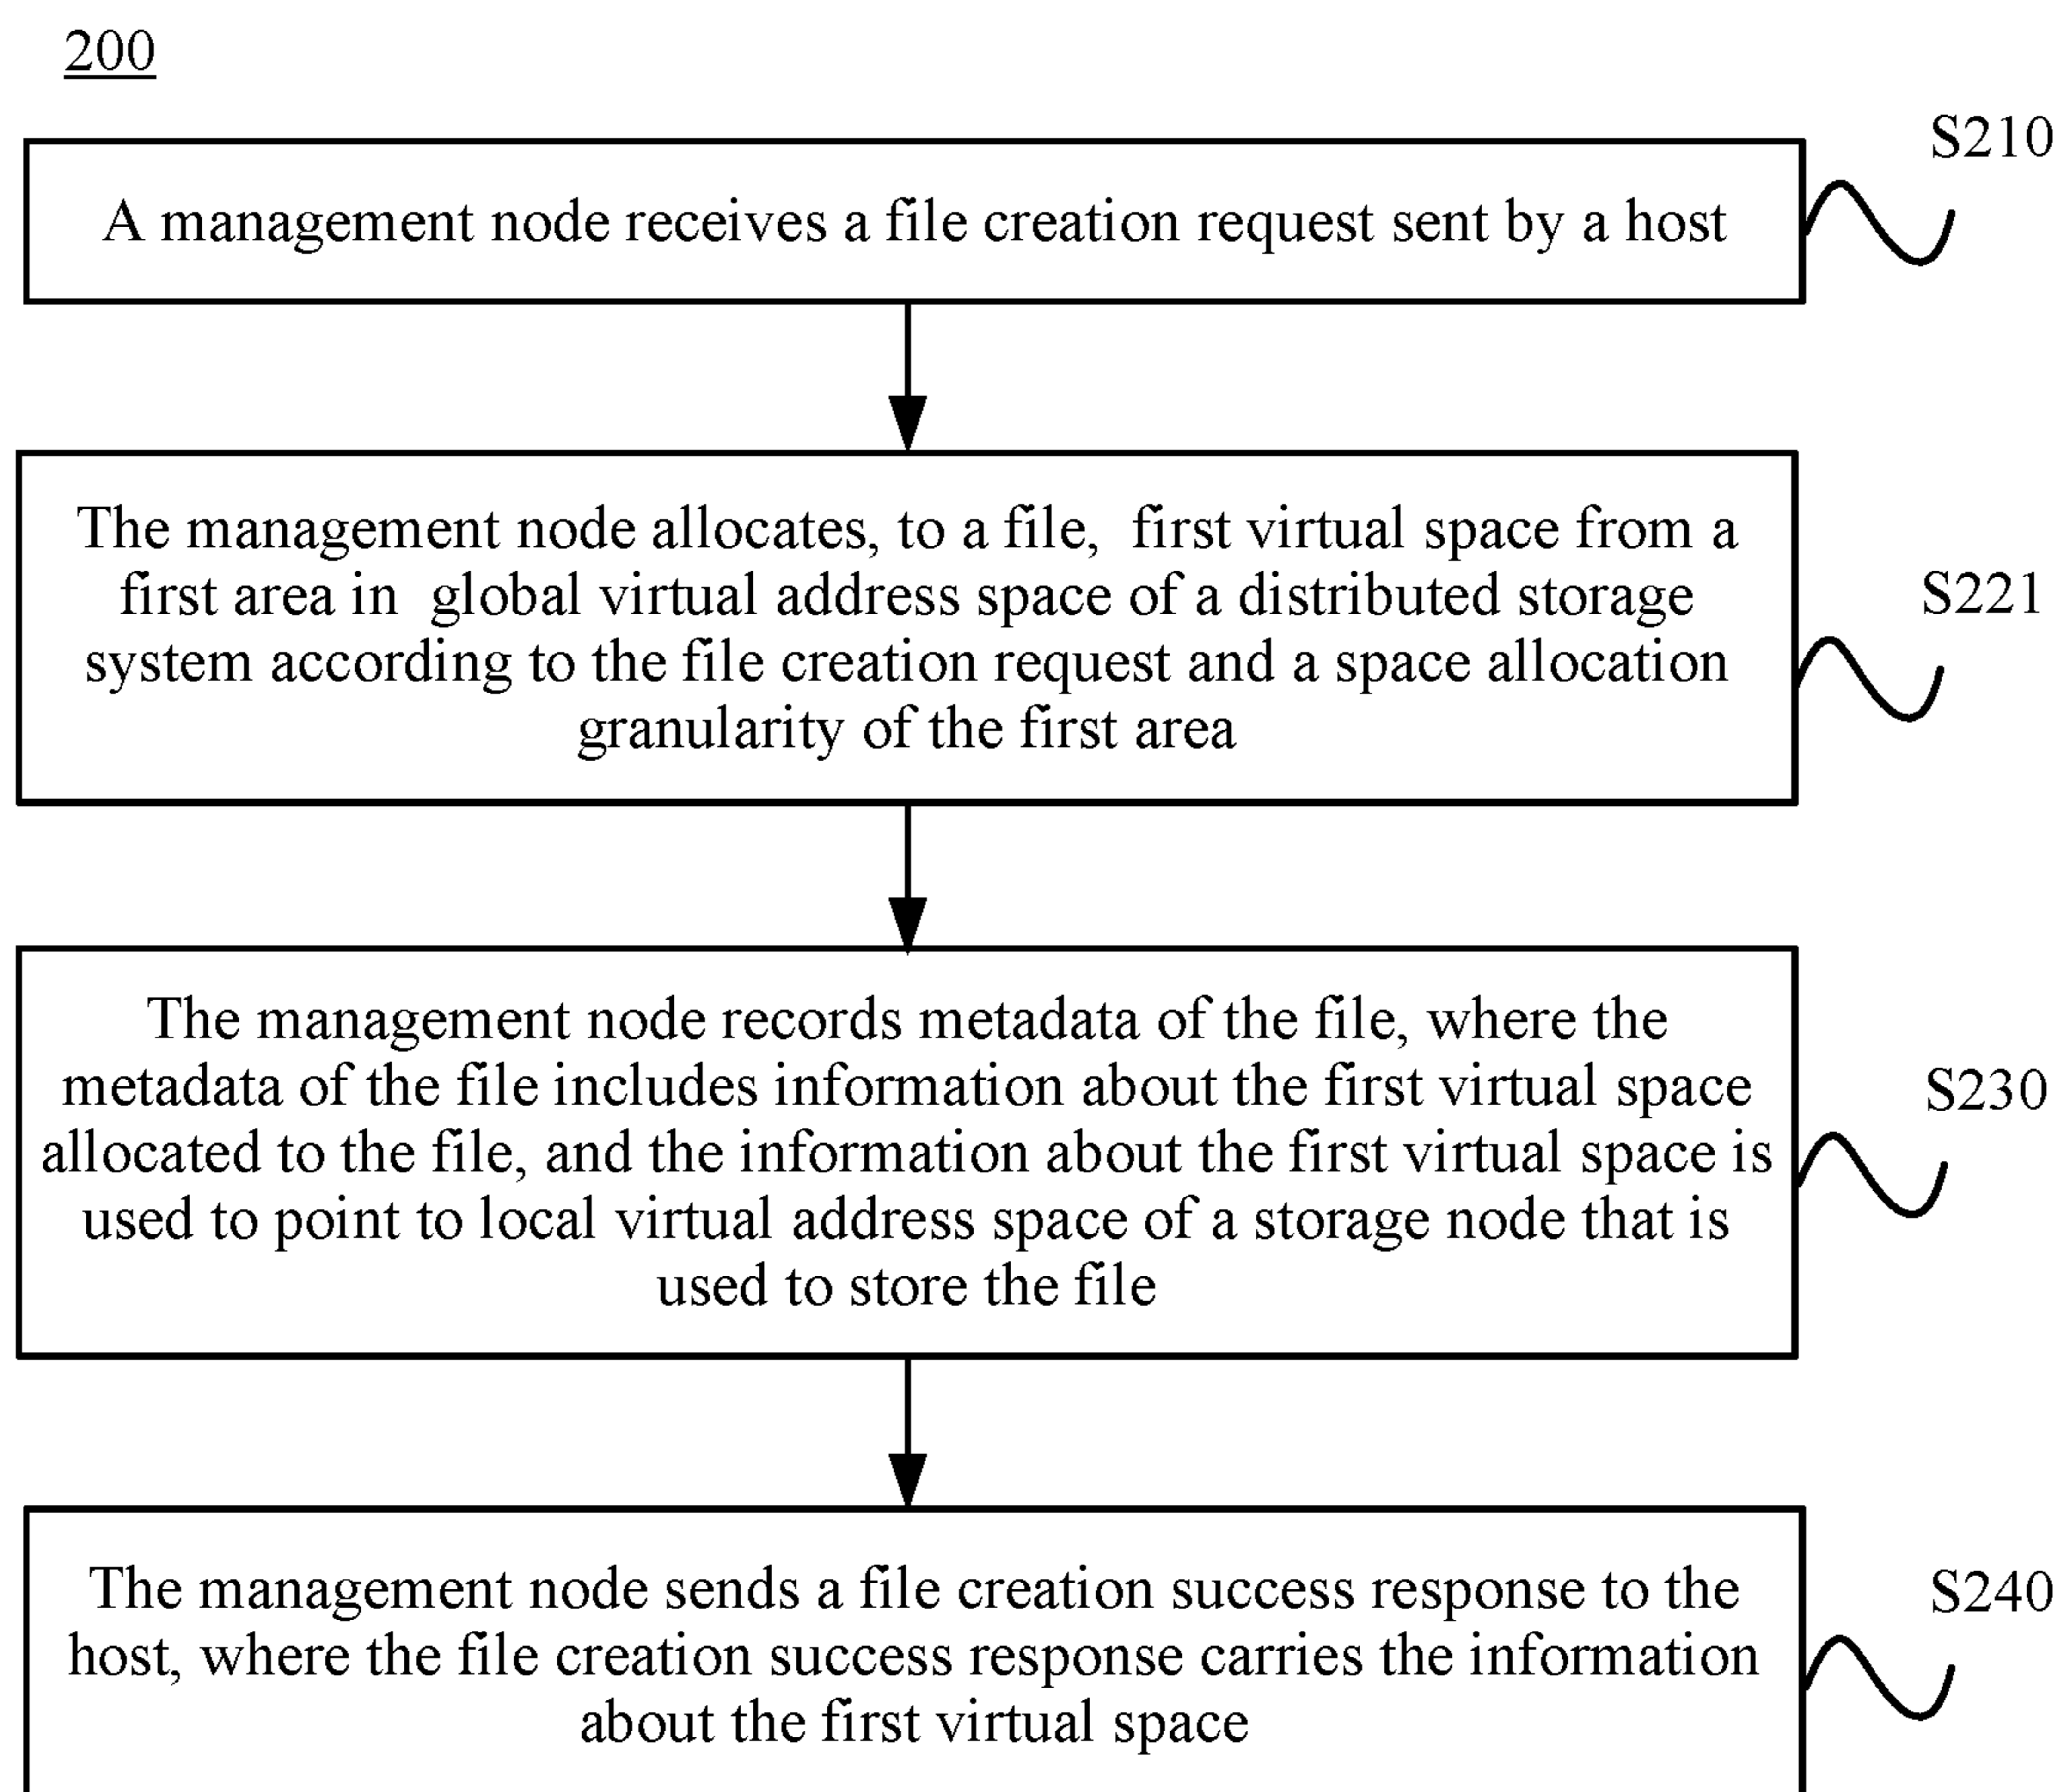 200
S210
A management node receives a file creation request sent by a host
The management node allocates, to a file, first virtual space from a
first area in global virtual address space of a distributed storage
system according to the file creation request and a space allocation
granularity of the first area
S221
The management node records metadata of the file, where the
metadata of the file includes information about the first virtual space
allocated to the file, and the information about the first virtual space is
used to point to local virtual address space of a storage node that is
used to store the file
S230
The management node sends a file creation success response to the
host, where the file creation success response carries the information
about the first virtual space
S240